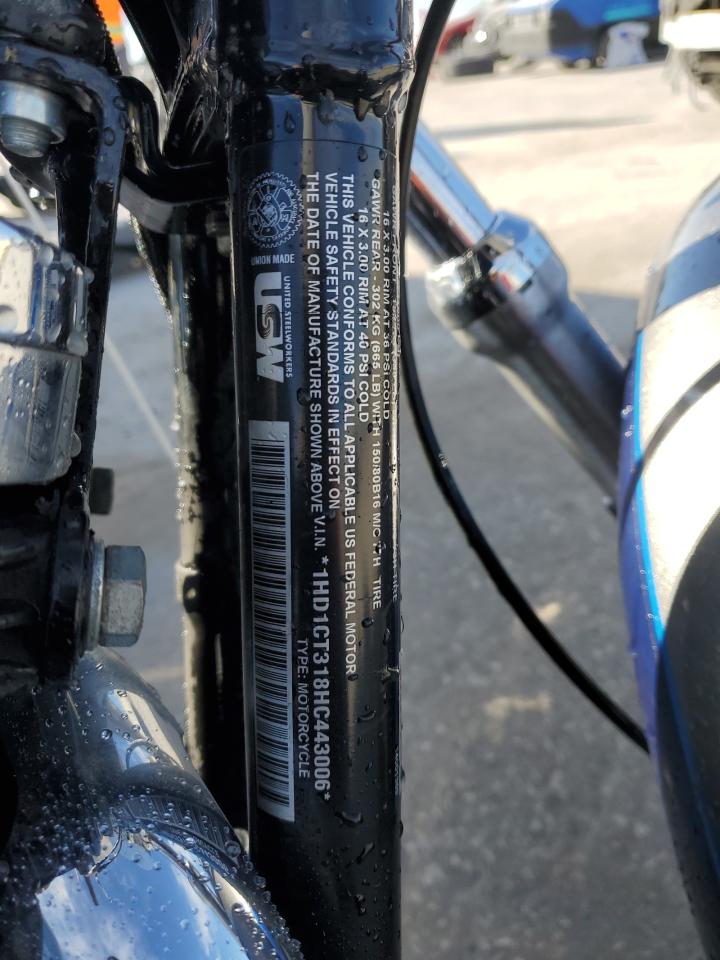 16 X 3.00 RIM AT 36 PSI COLD
GAWR REAR - 302 KG (665 LB) WITH 150/80B16 M/C 77H TIRE
16 X 3.00 RIM AT 40 PSI COLD
THIS VEHICLE CONFORMS TO ALL APPLICABLE US FEDERAL MOTOR
VEHICLE SAFETY STANDARDS IN EFFECT ON
THE DATE OF MANUFACTURE SHOWN ABOVE V.I.N. *1HD1CT318HC443006*
TYPE: MOTORCYCLE
UNION MADE
UNITED STEELWORKERS
USW